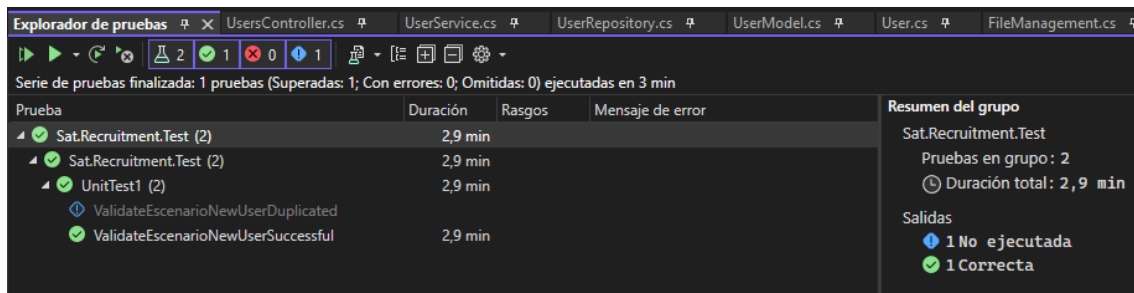 Explorador de pruebas UsersController.cs UserService.cs UserRepository.cs UserModel.cs User.cs FileManagement.cs
2 1 0 1
Serie de pruebas finalizada: 1 pruebas (Superadas: 1; Con errores: 0; Omitidas: 0) ejecutadas en 3 min
Prueba Duración Rasgos Mensaje de error
Sat.Recruitment.Test (2) 2,9 min
Sat.Recruitment.Test (2) 2,9 min
UnitTest1 (2) 2,9 min
ValidateEscenarioNewUserDuplicated
ValidateEscenarioNewUserSuccessful 2,9 min
Resumen del grupo
Sat.Recruitment.Test
Pruebas en grupo: 2
Duración total: 2,9 min
Salidas
1 No ejecutada
1 Correcta